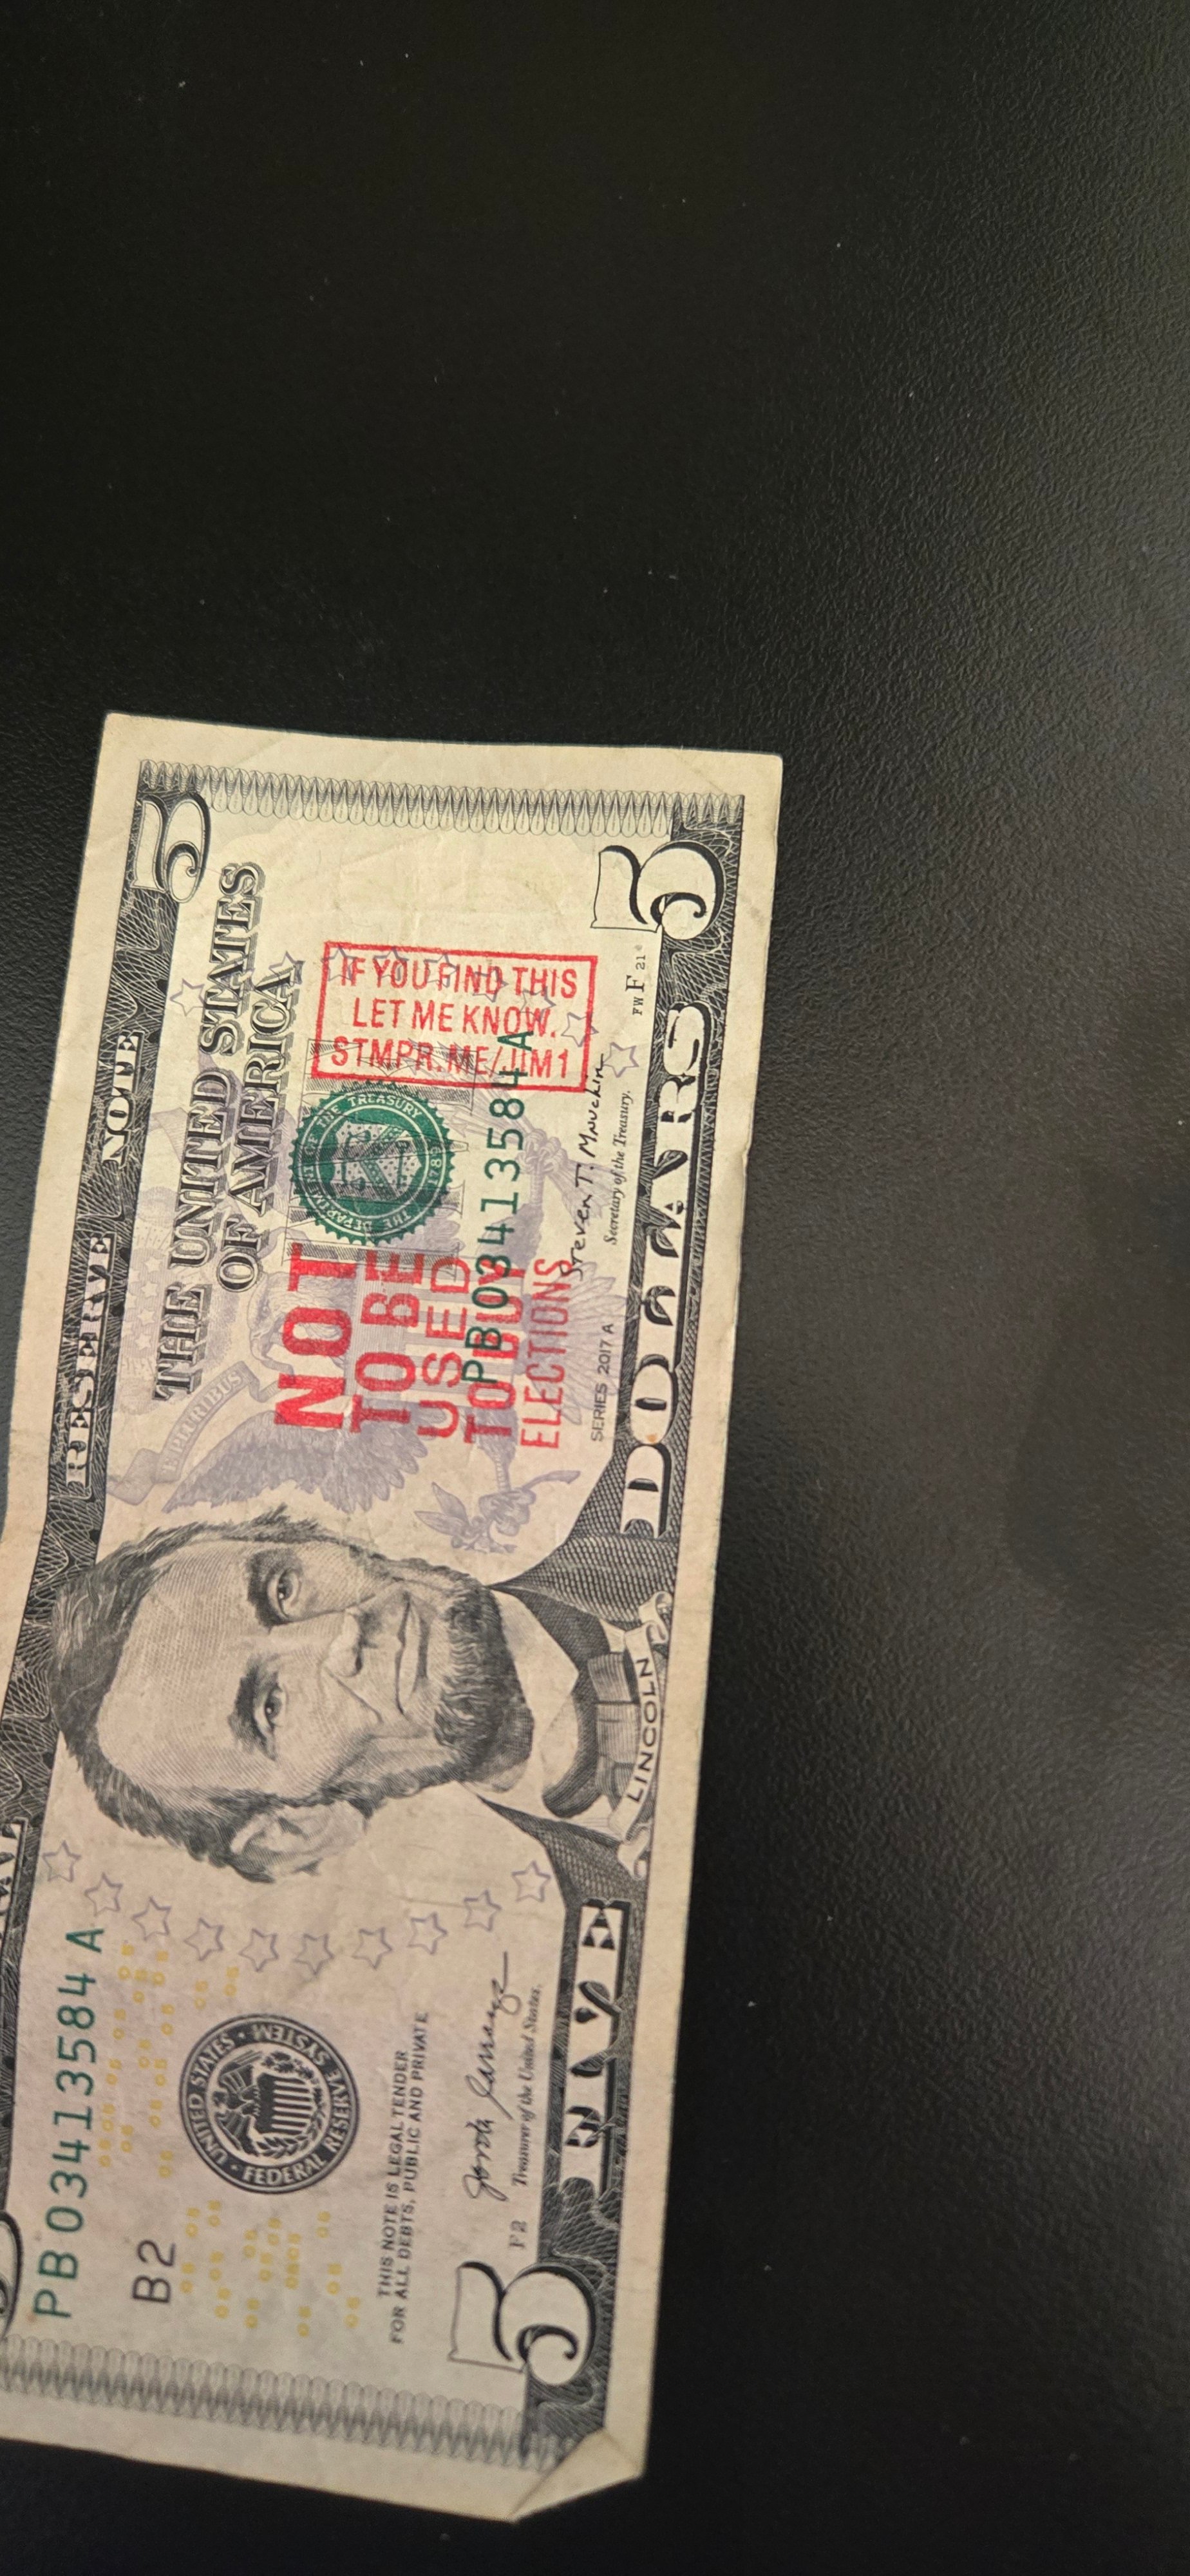 RESERVE NOTE
THE UNITED STATES
OF AMERICA
PB 03413584 A
B2
UNITED STATES • FEDERAL RESERVE SYSTEM •
THIS NOTE IS LEGAL TENDER
FOR ALL DEBTS, PUBLIC AND PRIVATE
Treasurer of the United States.
F2
E PLURIBUS
IF YOU FIND THIS
LET ME KNOW.
STMPR.ME/JIM1
THE DEPARTMENT OF THE TREASURY 1789
NOT
TO BE
USED
TO BUY
ELECTIONS
PB 03413584 A
Steven T. Mnuchin
Secretary of the Treasury.
SERIES 2017 A
FW F 21
LINCOLN
5
FIVE DOLLARS
5
5